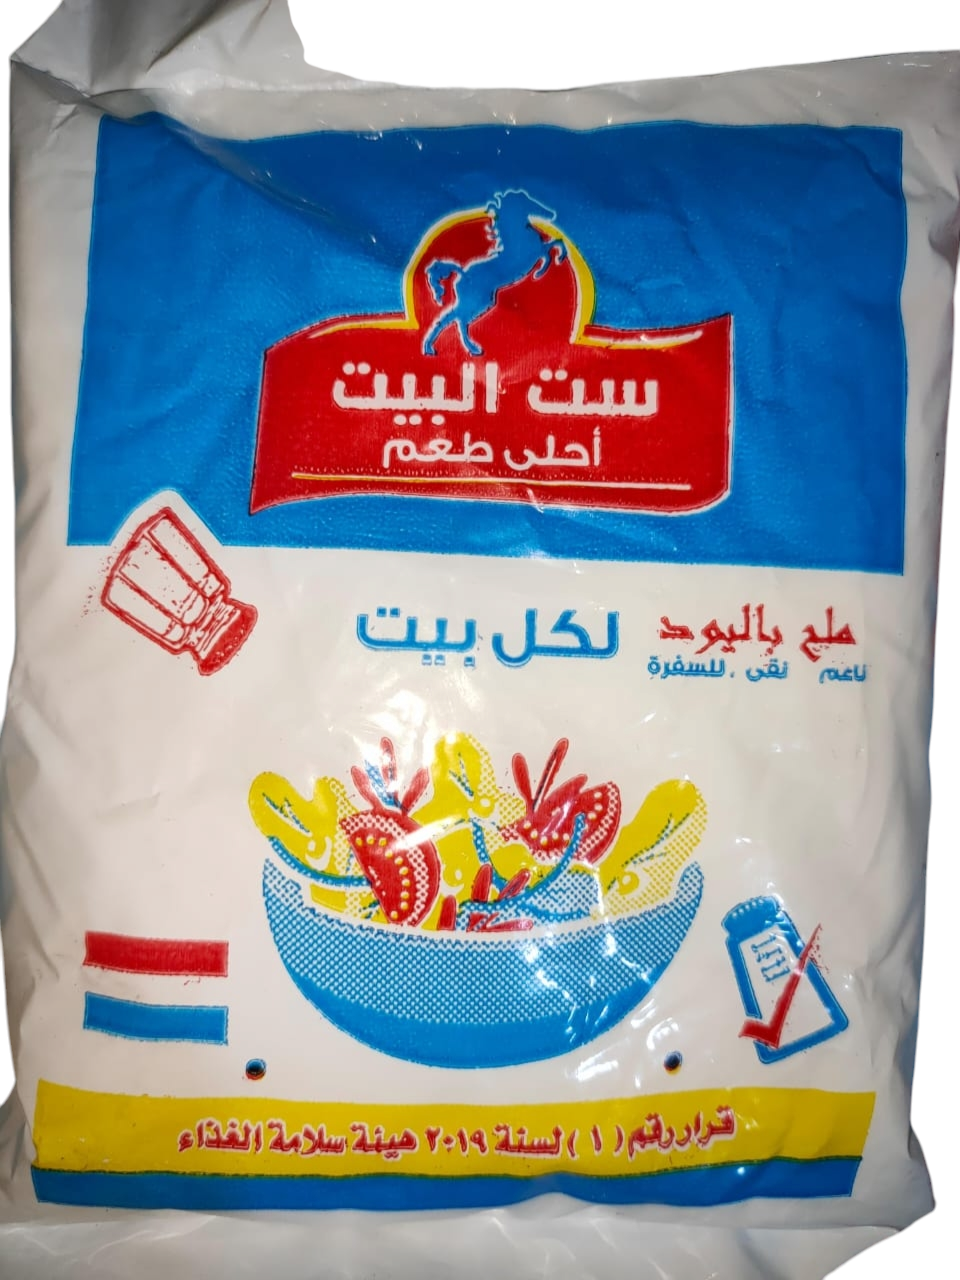 ست البيت
أحلى طعم
لكل بيت
ملح باليود
ناعم نقى . للسفرة
قرار رقم ( ١ ) لسنة ٢٠١٩ هيئة سلامة الغذاء